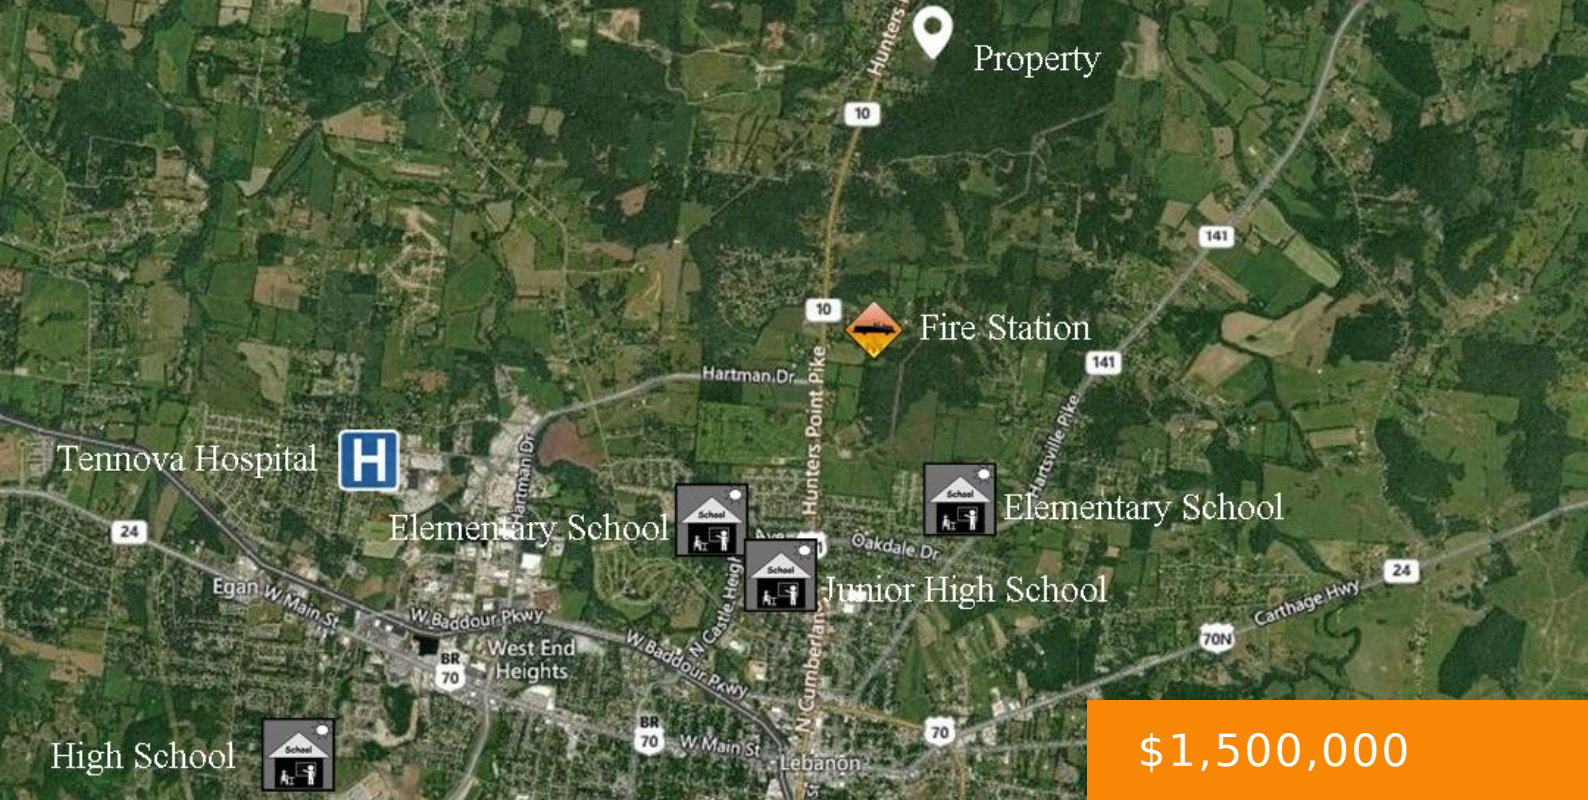 Hunters
Property
10
141
10
Fire Station
141
Hartman Dr
Hunters Point Pike
Hartsville Pike
Tennova Hospital
H
Hartman Dr
School
School
Elementary School
Elementary School
24
Ave
Oakdale Dr
School
Junior High School
24
Egan
W Main St
W Baddour Pkwy
N Castle Heigh
N Cumberland
Carthage Hwy
70N
West End
Heights
BR
70
W Baddour Pkwy
BR
70
W Main St
70
High School
School
Lebanon
St
$1,500,000